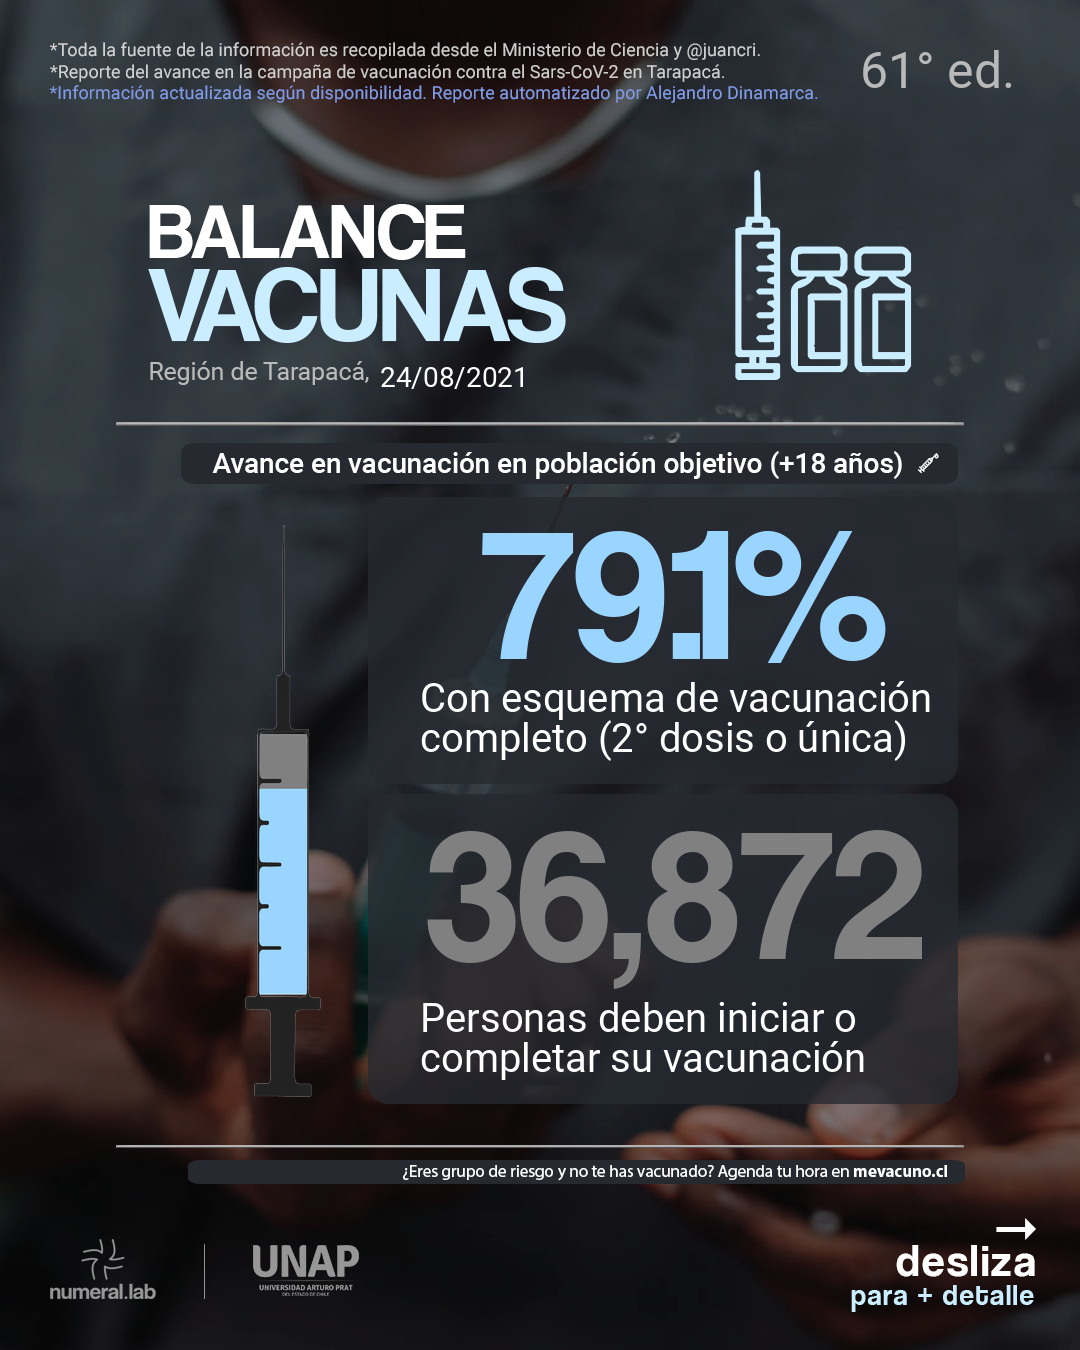 *Toda la fuente de la información es recopilada desde el Ministerio de Ciencia y @juancri.
*Reporte del avance en la campaña de vacunación contra el Sars-CoV-2 en Tarapacá.
*Información actualizada según disponibilidad. Reporte automatizado por Alejandro Dinamarca.
61° ed.
BALANCE
VACUNAS
Región de Tarapacá, 24/08/2021
Avance en vacunación en población objetivo (+18 años)
79.1%
Con esquema de vacunación
completo (2° dosis o única)
36,872
Personas deben iniciar o
completar su vacunación
¿Eres grupo de riesgo y no te has vacunado? Agenda tu hora en mevacuno.cl
numeral.lab
UNAP
UNIVERSIDAD ARTURO PRAT
DEL ESTADO DE CHILE
desliza
para + detalle